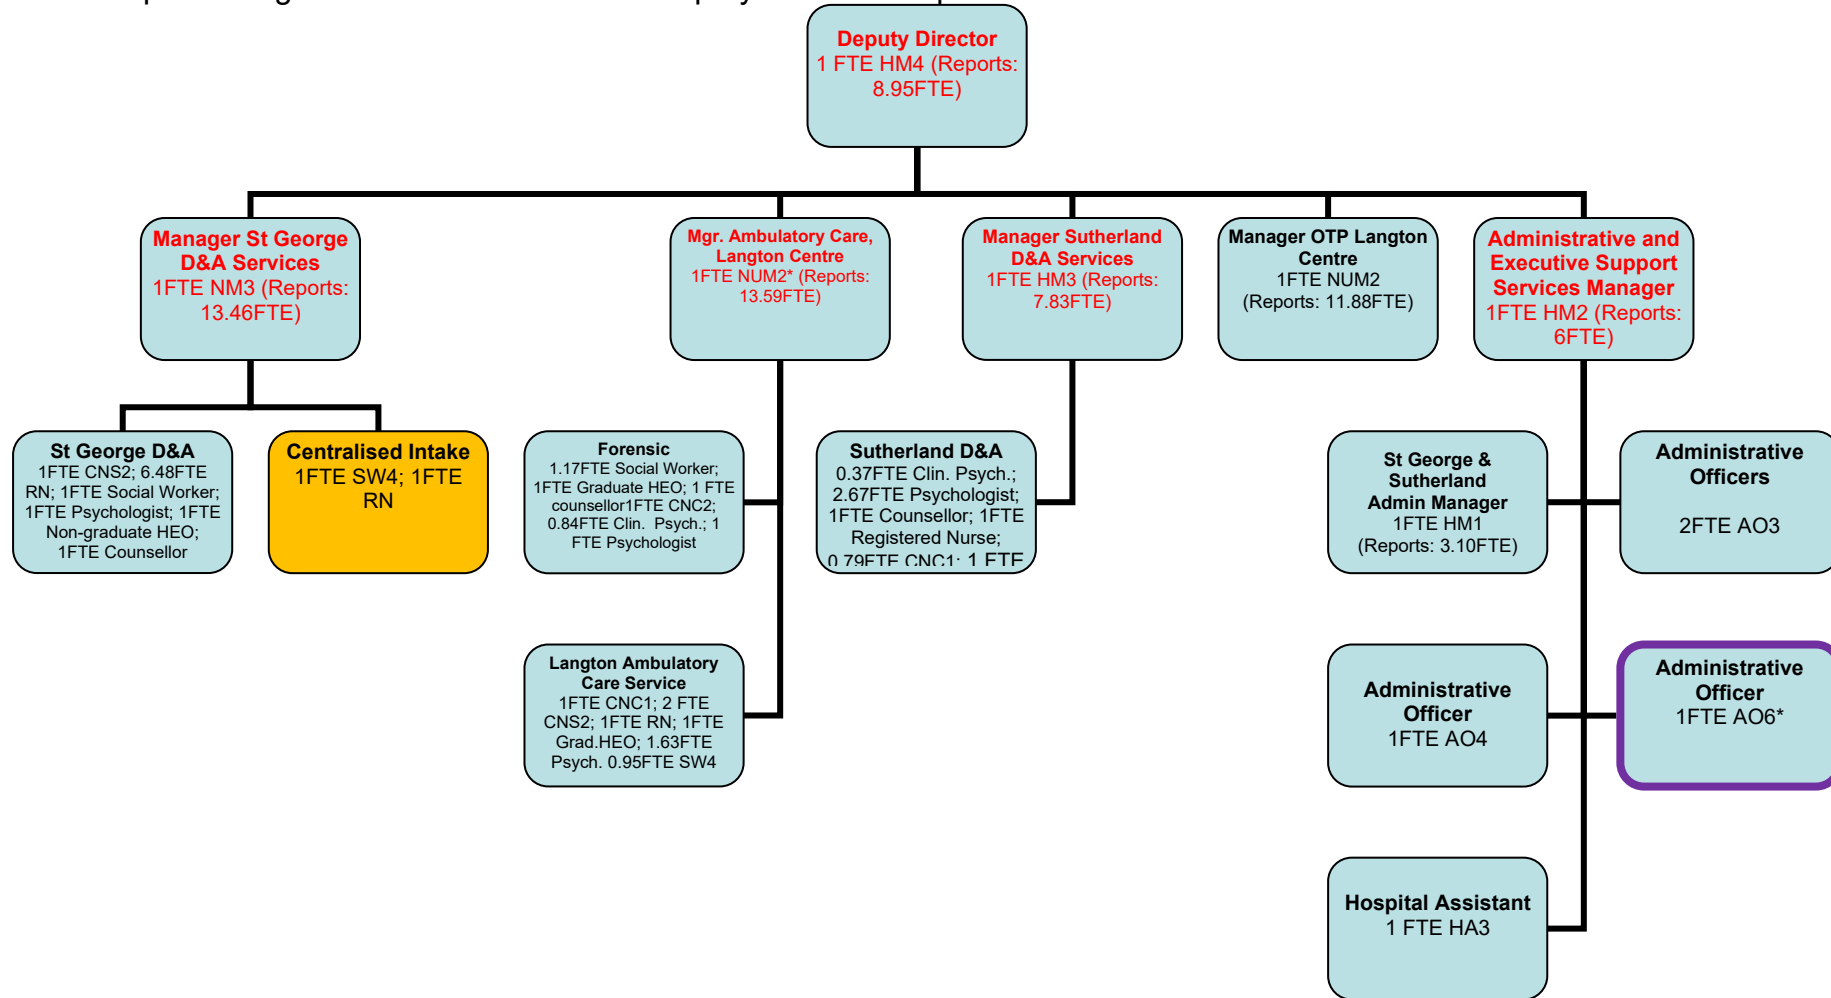 Deputy Director
1 FTE HM4 (Reports:
8.95FTE)
Manager St George
D&A Services
1FTE NM3 (Reports:
13.46FTE)
Mgr. Ambulatory Care,
Langton Centre
1FTE NUM2* (Reports:
13.59FTE)
Manager Sutherland
D&A Services
1FTE HM3 (Reports:
7.83FTE)
Manager OTP Langton
Centre
1FTE NUM2
(Reports: 11.88FTE)
Administrative and
Executive Support
Services Manager
1FTE HM2 (Reports:
6FTE)
St George D&A
1FTE CNS2; 6.48FTE
RN; 1FTE Social Worker;
1FTE Psychologist; 1FTE
Non-graduate HEO;
1FTE Counsellor
Centralised Intake
1FTE SW4; 1FTE
RN
Forensic
1.17FTE Social Worker;
1FTE Graduate HEO; 1 FTE
counsellor1FTE CNC2;
0.84FTE Clin. Psych.; 1
FTE Psychologist
Sutherland D&A
0.37FTE Clin. Psych.;
2.67FTE Psychologist;
1FTE Counsellor; 1FTE
Registered Nurse;
0.79FTE CNC1; 1 FTE
St George &
Sutherland
Admin Manager
1FTE HM1
(Reports: 3.10FTE)
Administrative
Officers
2FTE AO3
Langton Ambulatory
Care Service
1FTE CNC1; 2 FTE
CNS2; 1FTE RN; 1FTE
Grad.HEO; 1.63FTE
Psych. 0.95FTE SW4
Administrative
Officer
1FTE AO4
Administrative
Officer
1FTE AO6*
Hospital Assistant
1 FTE HA3